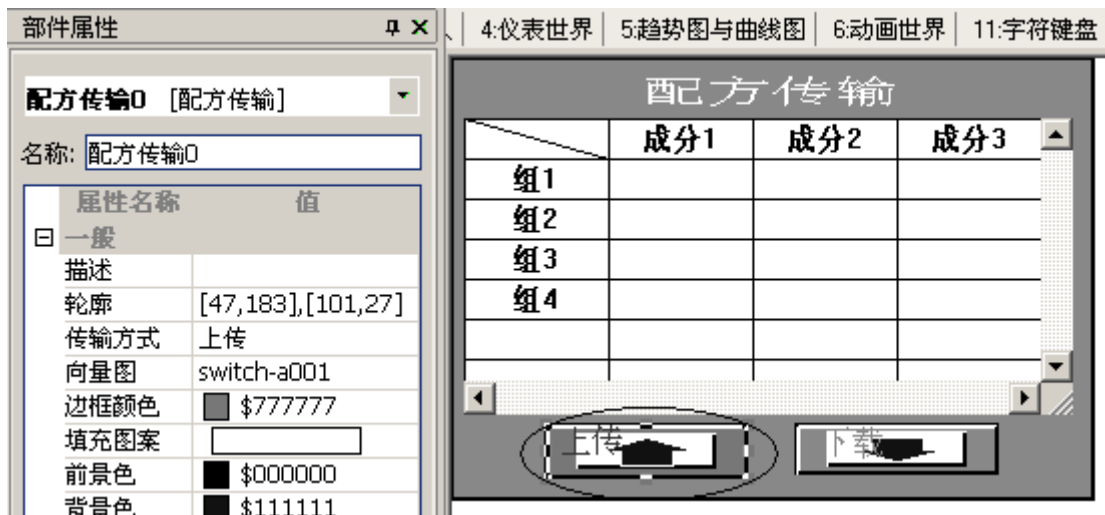 部件属性
配方传输0 [配方传输]
名称: 配方传输0
属性名称 值
一般
描述
轮廓 [47,183],[101,27]
传输方式 上传
向量图 switch-a001
边框颜色 $777777
填充图案
前景色 $000000
背景色 $111111
4:仪表世界 5:趋势图与曲线图 6:动画世界 11:字符键盘
配方传输
成分1 成分2 成分3
组1
组2
组3
组4
上传 下载